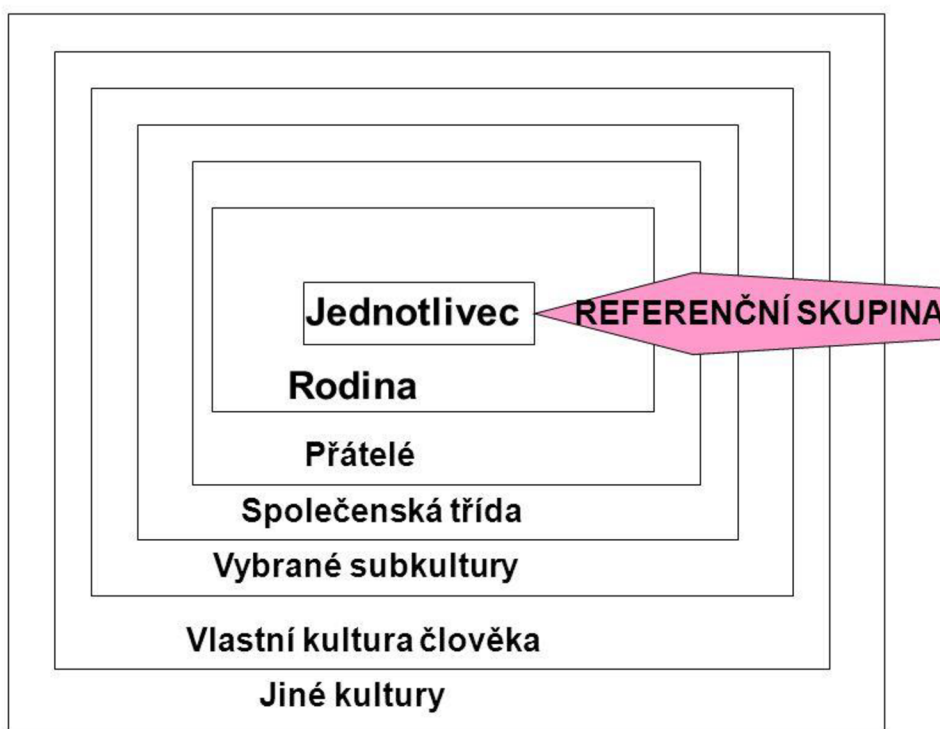 Jednotlivec
REFERENČNÍ SKUPINA
Rodina
Přátelé
Společenská třída
Vybrané subkultury
Vlastní kultura člověka
Jiné kultury